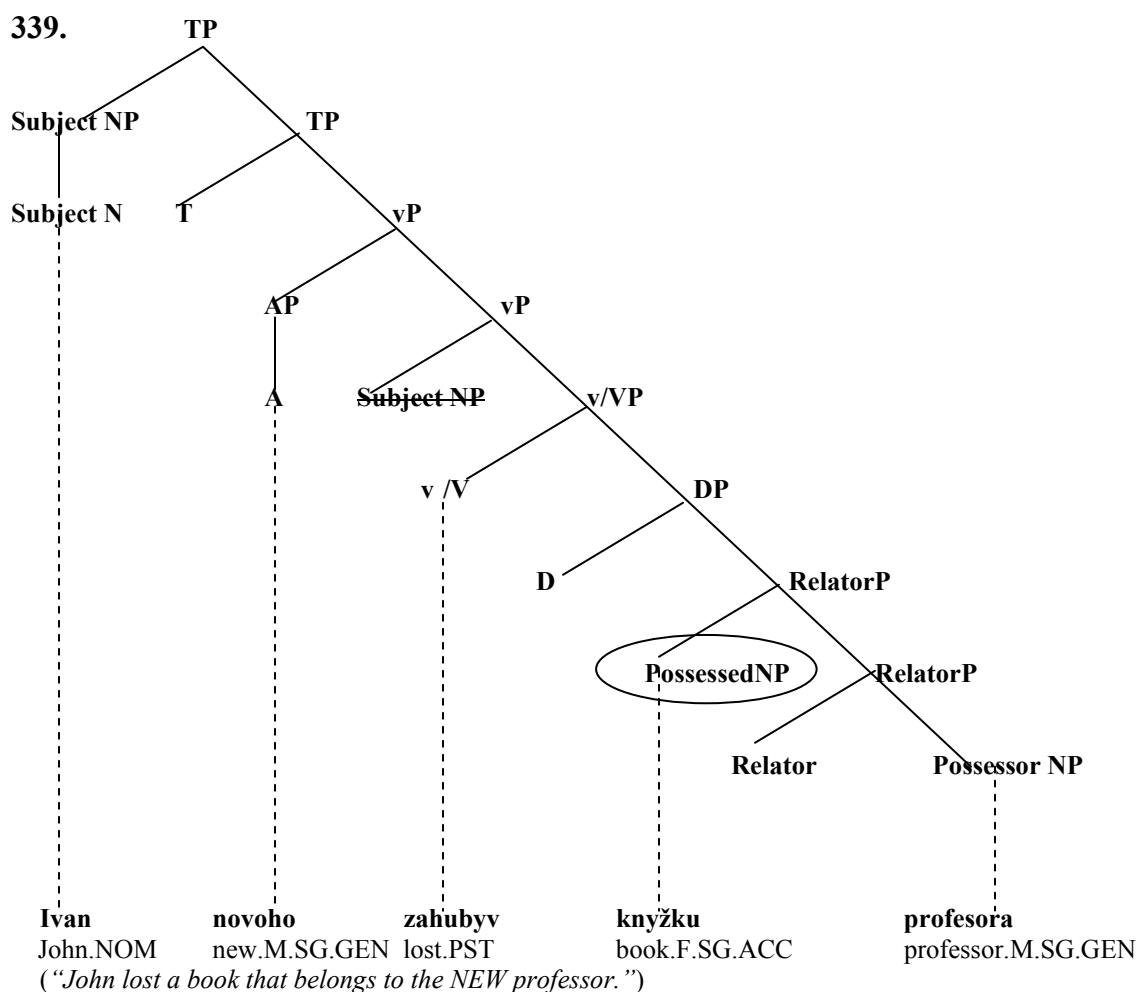 339.
TP
Subject NP TP
Subject N T vP
AP vP
A Subject NP v/VP
v /V DP
D RelatorP
PossessedNP RelatorP
Relator Possessor NP
Ivan novoho zahubyv knyžku profesora
John.NOM new.M.SG.GEN lost.PST book.F.SG.ACC professor.M.SG.GEN
(“John lost a book that belongs to the NEW professor.”)